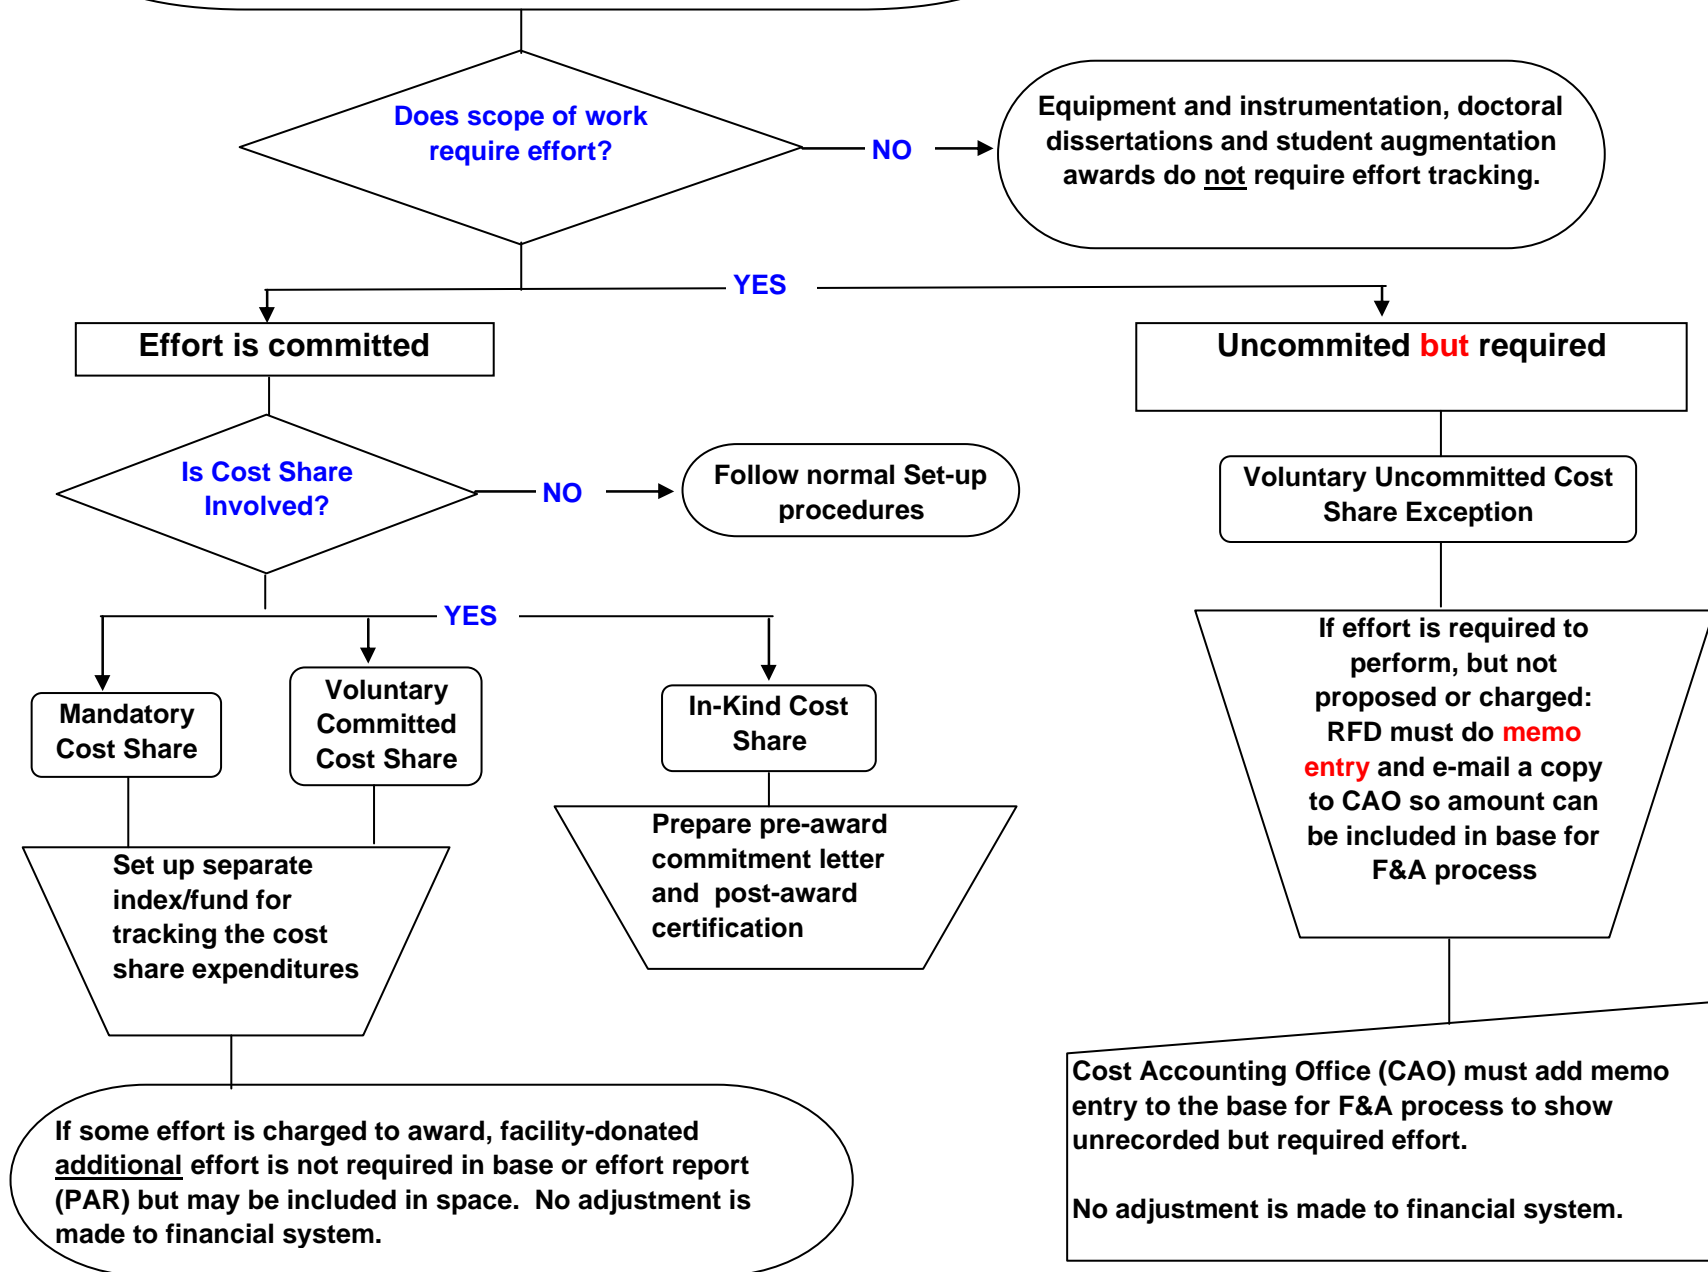 Does scope of work
require effort?
NO
Equipment and instrumentation, doctoral
dissertations and student augmentation
awards do not require effort tracking.
YES
Effort is committed
Uncommited but required
Is Cost Share
Involved?
NO
Follow normal Set-up
procedures
Voluntary Uncommitted Cost
Share Exception
YES
Mandatory
Cost Share
Voluntary
Committed
Cost Share
In-Kind Cost
Share
If effort is required to
perform, but not
proposed or charged:
RFD must do memo
entry and e-mail a copy
to CAO so amount can
be included in base for
F&A process
Set up separate
index/fund for
tracking the cost
share expenditures
Prepare pre-award
commitment letter
and post-award
certification
If some effort is charged to award, facility-donated
additional effort is not required in base or effort report
(PAR) but may be included in space. No adjustment is
made to financial system.
Cost Accounting Office (CAO) must add memo
entry to the base for F&A process to show
unrecorded but required effort.
No adjustment is made to financial system.